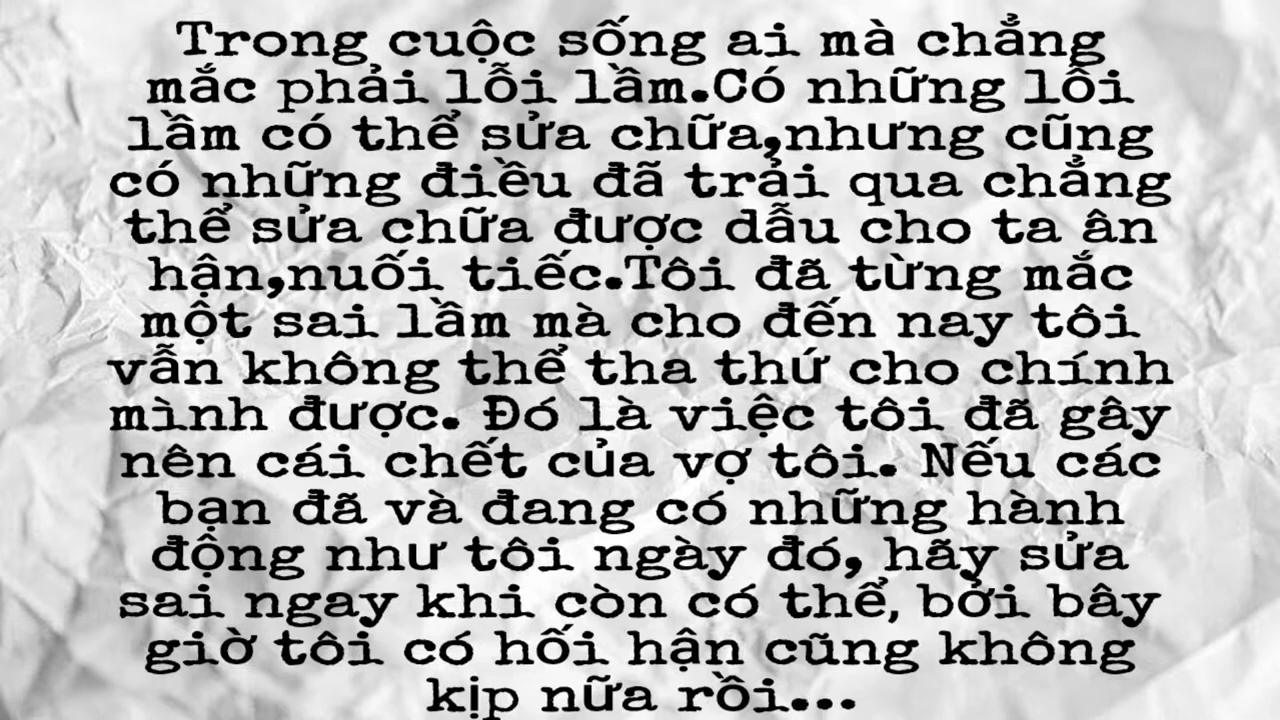 Trong cuộc sống ai mà chẳng
mắc phải lỗi lầm.Có những lỗi
lầm có thể sửa chữa,nhưng cũng
có những điều đã trải qua chẳng
thể sửa chữa được dẫu cho ta ân
hận,nuối tiếc.Tôi đã từng mắc
một sai lầm mà cho đến nay tôi
vẫn không thể tha thứ cho chính
mình được. Đó là việc tôi đã gây
nên cái chết của vợ tôi. Nếu các
bạn đã và đang có những hành
động như tôi ngày đó, hãy sửa
sai ngay khi còn có thể, bởi bây
giờ tôi có hối hận cũng không
kịp nữa rồi...